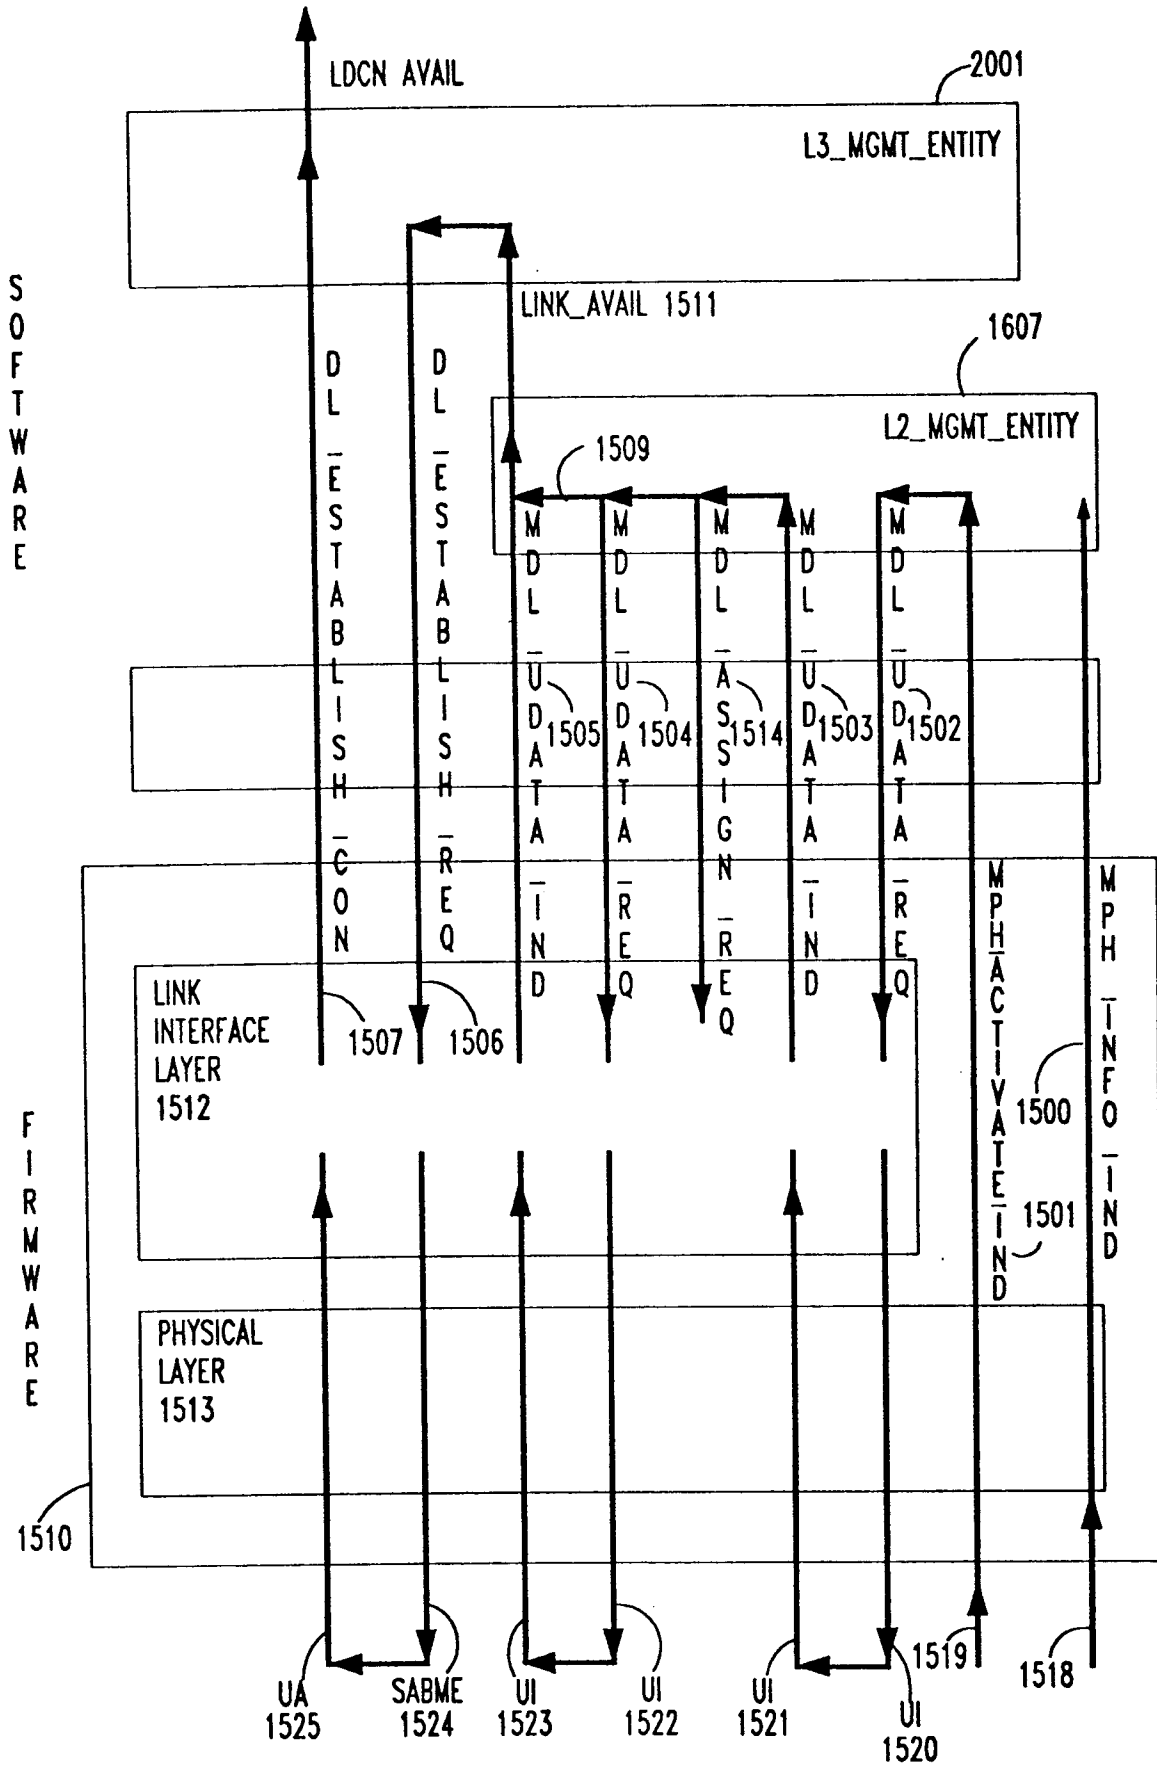 LDCN AVAIL
2001
L3_MGMT_ENTITY
SOFTWARE
LINK_AVAIL 1511
1607
L2_MGMT_ENTITY
1509
DL_ESTABLISH_CON
DL_ESTABLISH_REQ
MDL_UDATA_IND
MDL_UDATA_REQ
MDL_ASSIGN_REQ
MDL_UDATA_IND
MDL_UDATA_REQ
1505
1504
1514
1503
1502
MPH_ACTIVATE_IND
MPH_INFO_IND
FIRMWARE
LINK
INTERFACE
LAYER
1512
1507
1506
1500
1501
PHYSICAL
LAYER
1513
1510
UA
1525
SABME
1524
UI
1523
UI
1522
UI
1521
UI
1520
1519
1518